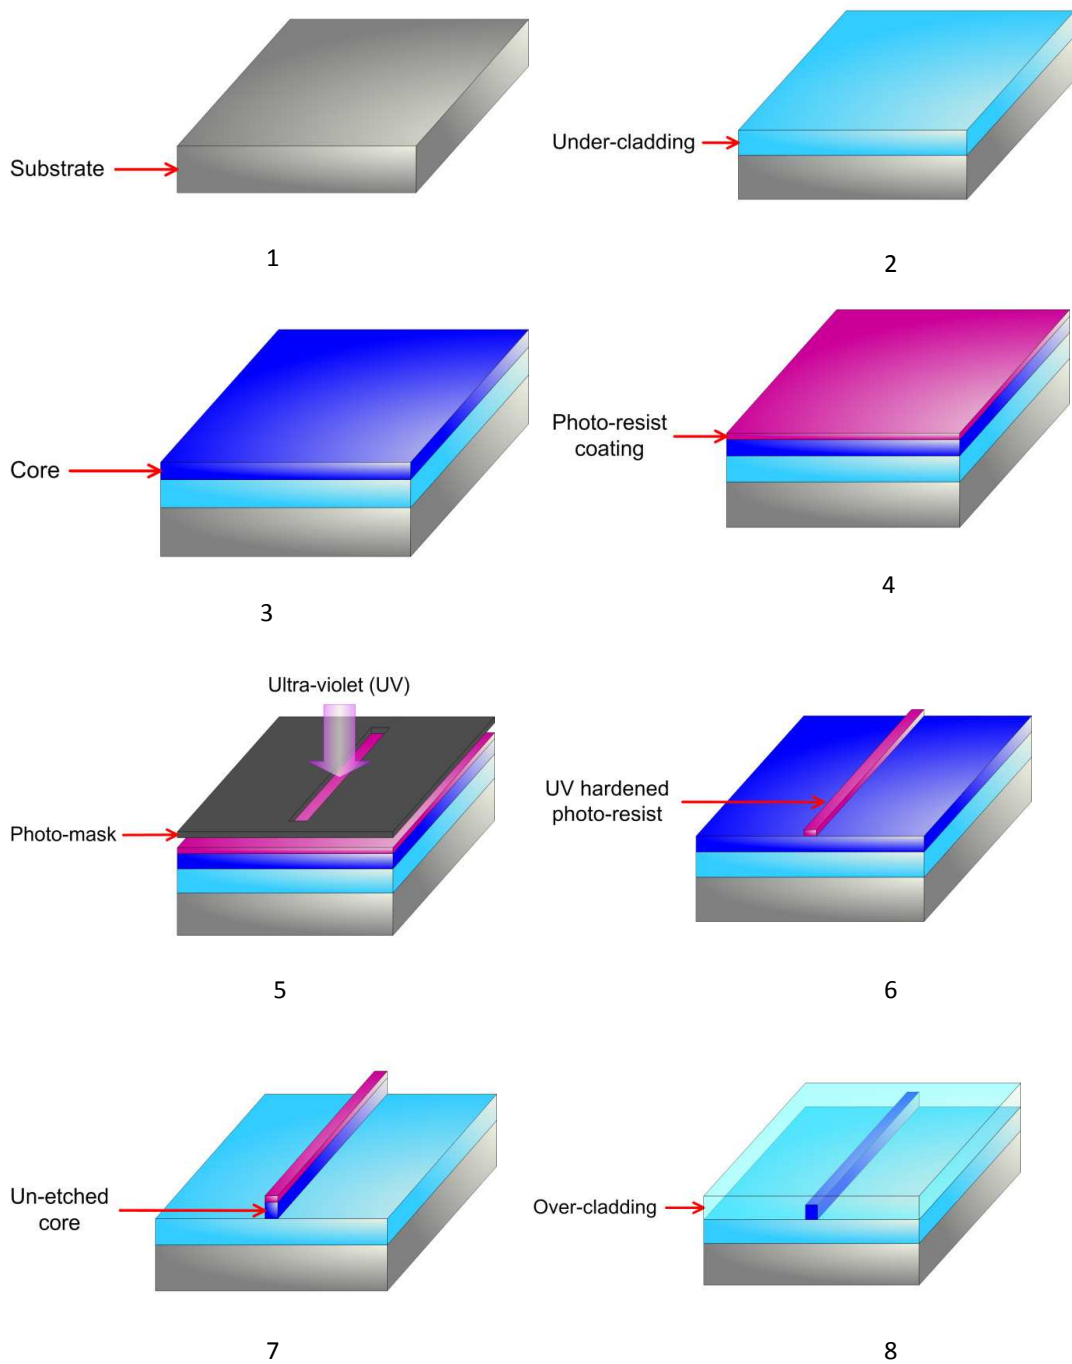 Substrate
1
Under-cladding
2
Core
3
Photo-resist
coating
4
Ultra-violet (UV)
Photo-mask
5
UV hardened
photo-resist
6
Un-etched
core
7
Over-cladding
8